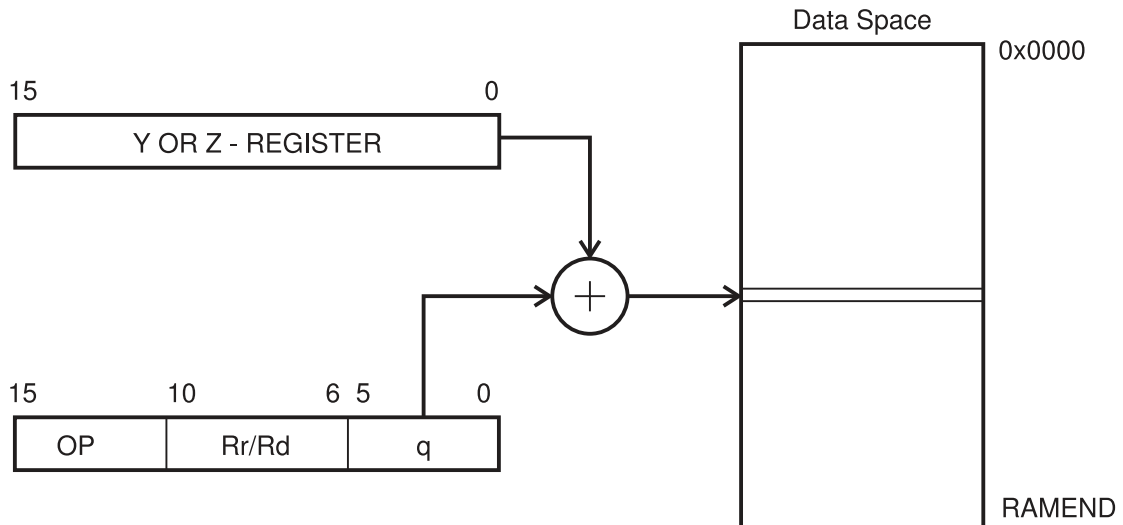 Data Space
0x0000
15 0
Y OR Z - REGISTER
15 10 6 5 0
OP Rr/Rd q
RAMEND